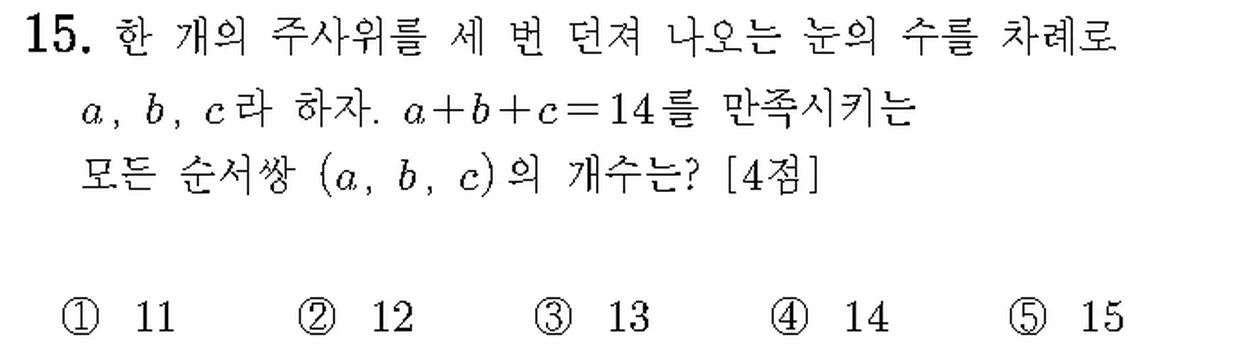 15. 한 개의 주사위를 세 번 던져 나오는 눈의 수를 차례로
a, b, c라 하자. a+b+c=14를 만족시키는
모든 순서쌍 (a, b, c)의 개수는? [4점]
① 11 ② 12 ③ 13 ④ 14 ⑤ 15